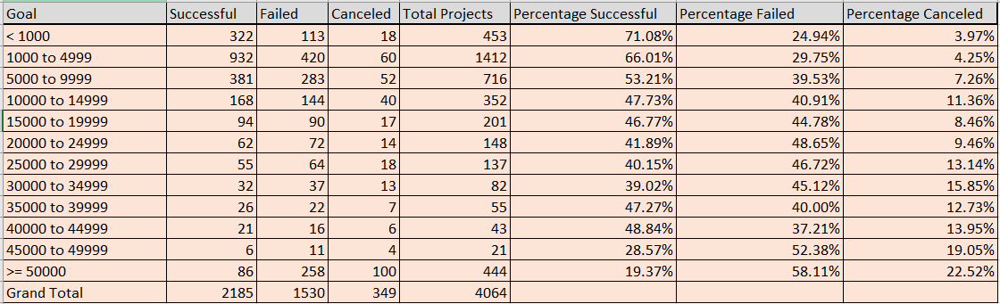 Goal Successful Failed Canceled Total Projects Percentage Successful Percentage Failed Percentage Canceled
< 1000 322 113 18 453 71.08% 24.94% 3.97%
1000 to 4999 932 420 60 1412 66.01% 29.75% 4.25%
5000 to 9999 381 283 52 716 53.21% 39.53% 7.26%
10000 to 14999 168 144 40 352 47.73% 40.91% 11.36%
15000 to 19999 94 90 17 201 46.77% 44.78% 8.46%
20000 to 24999 62 72 14 148 41.89% 48.65% 9.46%
25000 to 29999 55 64 18 137 40.15% 46.72% 13.14%
30000 to 34999 32 37 13 82 39.02% 45.12% 15.85%
35000 to 39999 26 22 7 55 47.27% 40.00% 12.73%
40000 to 44999 21 16 6 43 48.84% 37.21% 13.95%
45000 to 49999 6 11 4 21 28.57% 52.38% 19.05%
>= 50000 86 258 100 444 19.37% 58.11% 22.52%
Grand Total 2185 1530 349 4064